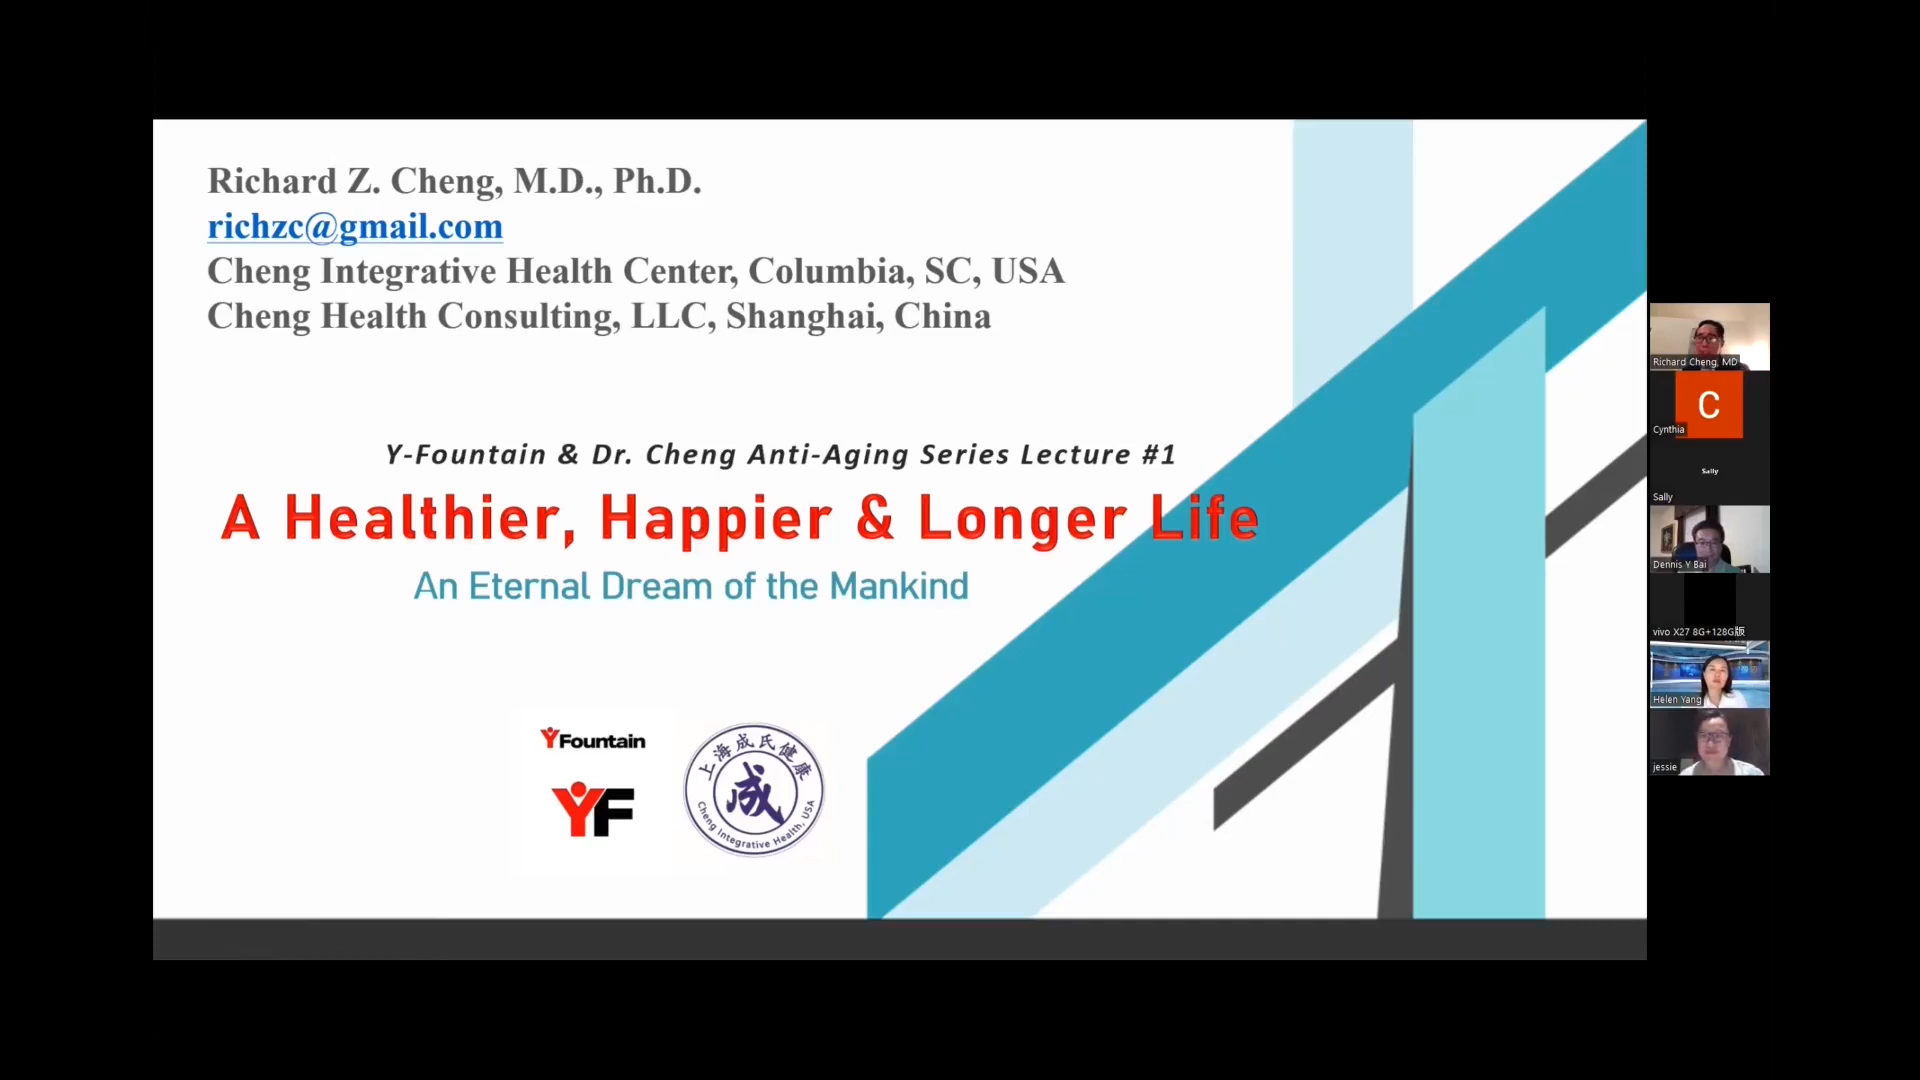 Richard Z. Cheng, M.D., Ph.D.
richzc@gmail.com
Cheng Integrative Health Center, Columbia, SC, USA
Cheng Health Consulting, LLC, Shanghai, China
Y-Fountain & Dr. Cheng Anti-Aging Series Lecture #1
A Healthier, Happier & Longer Life
An Eternal Dream of the Mankind
YFountain
YF
上海成氏健康
成
Cheng Integrative Health, USA
Richard Cheng, MD
C
Cynthia
Sally
Sally
Dennis Y Bai
vivo X27 8G+128G版
Helen Yang
jessie